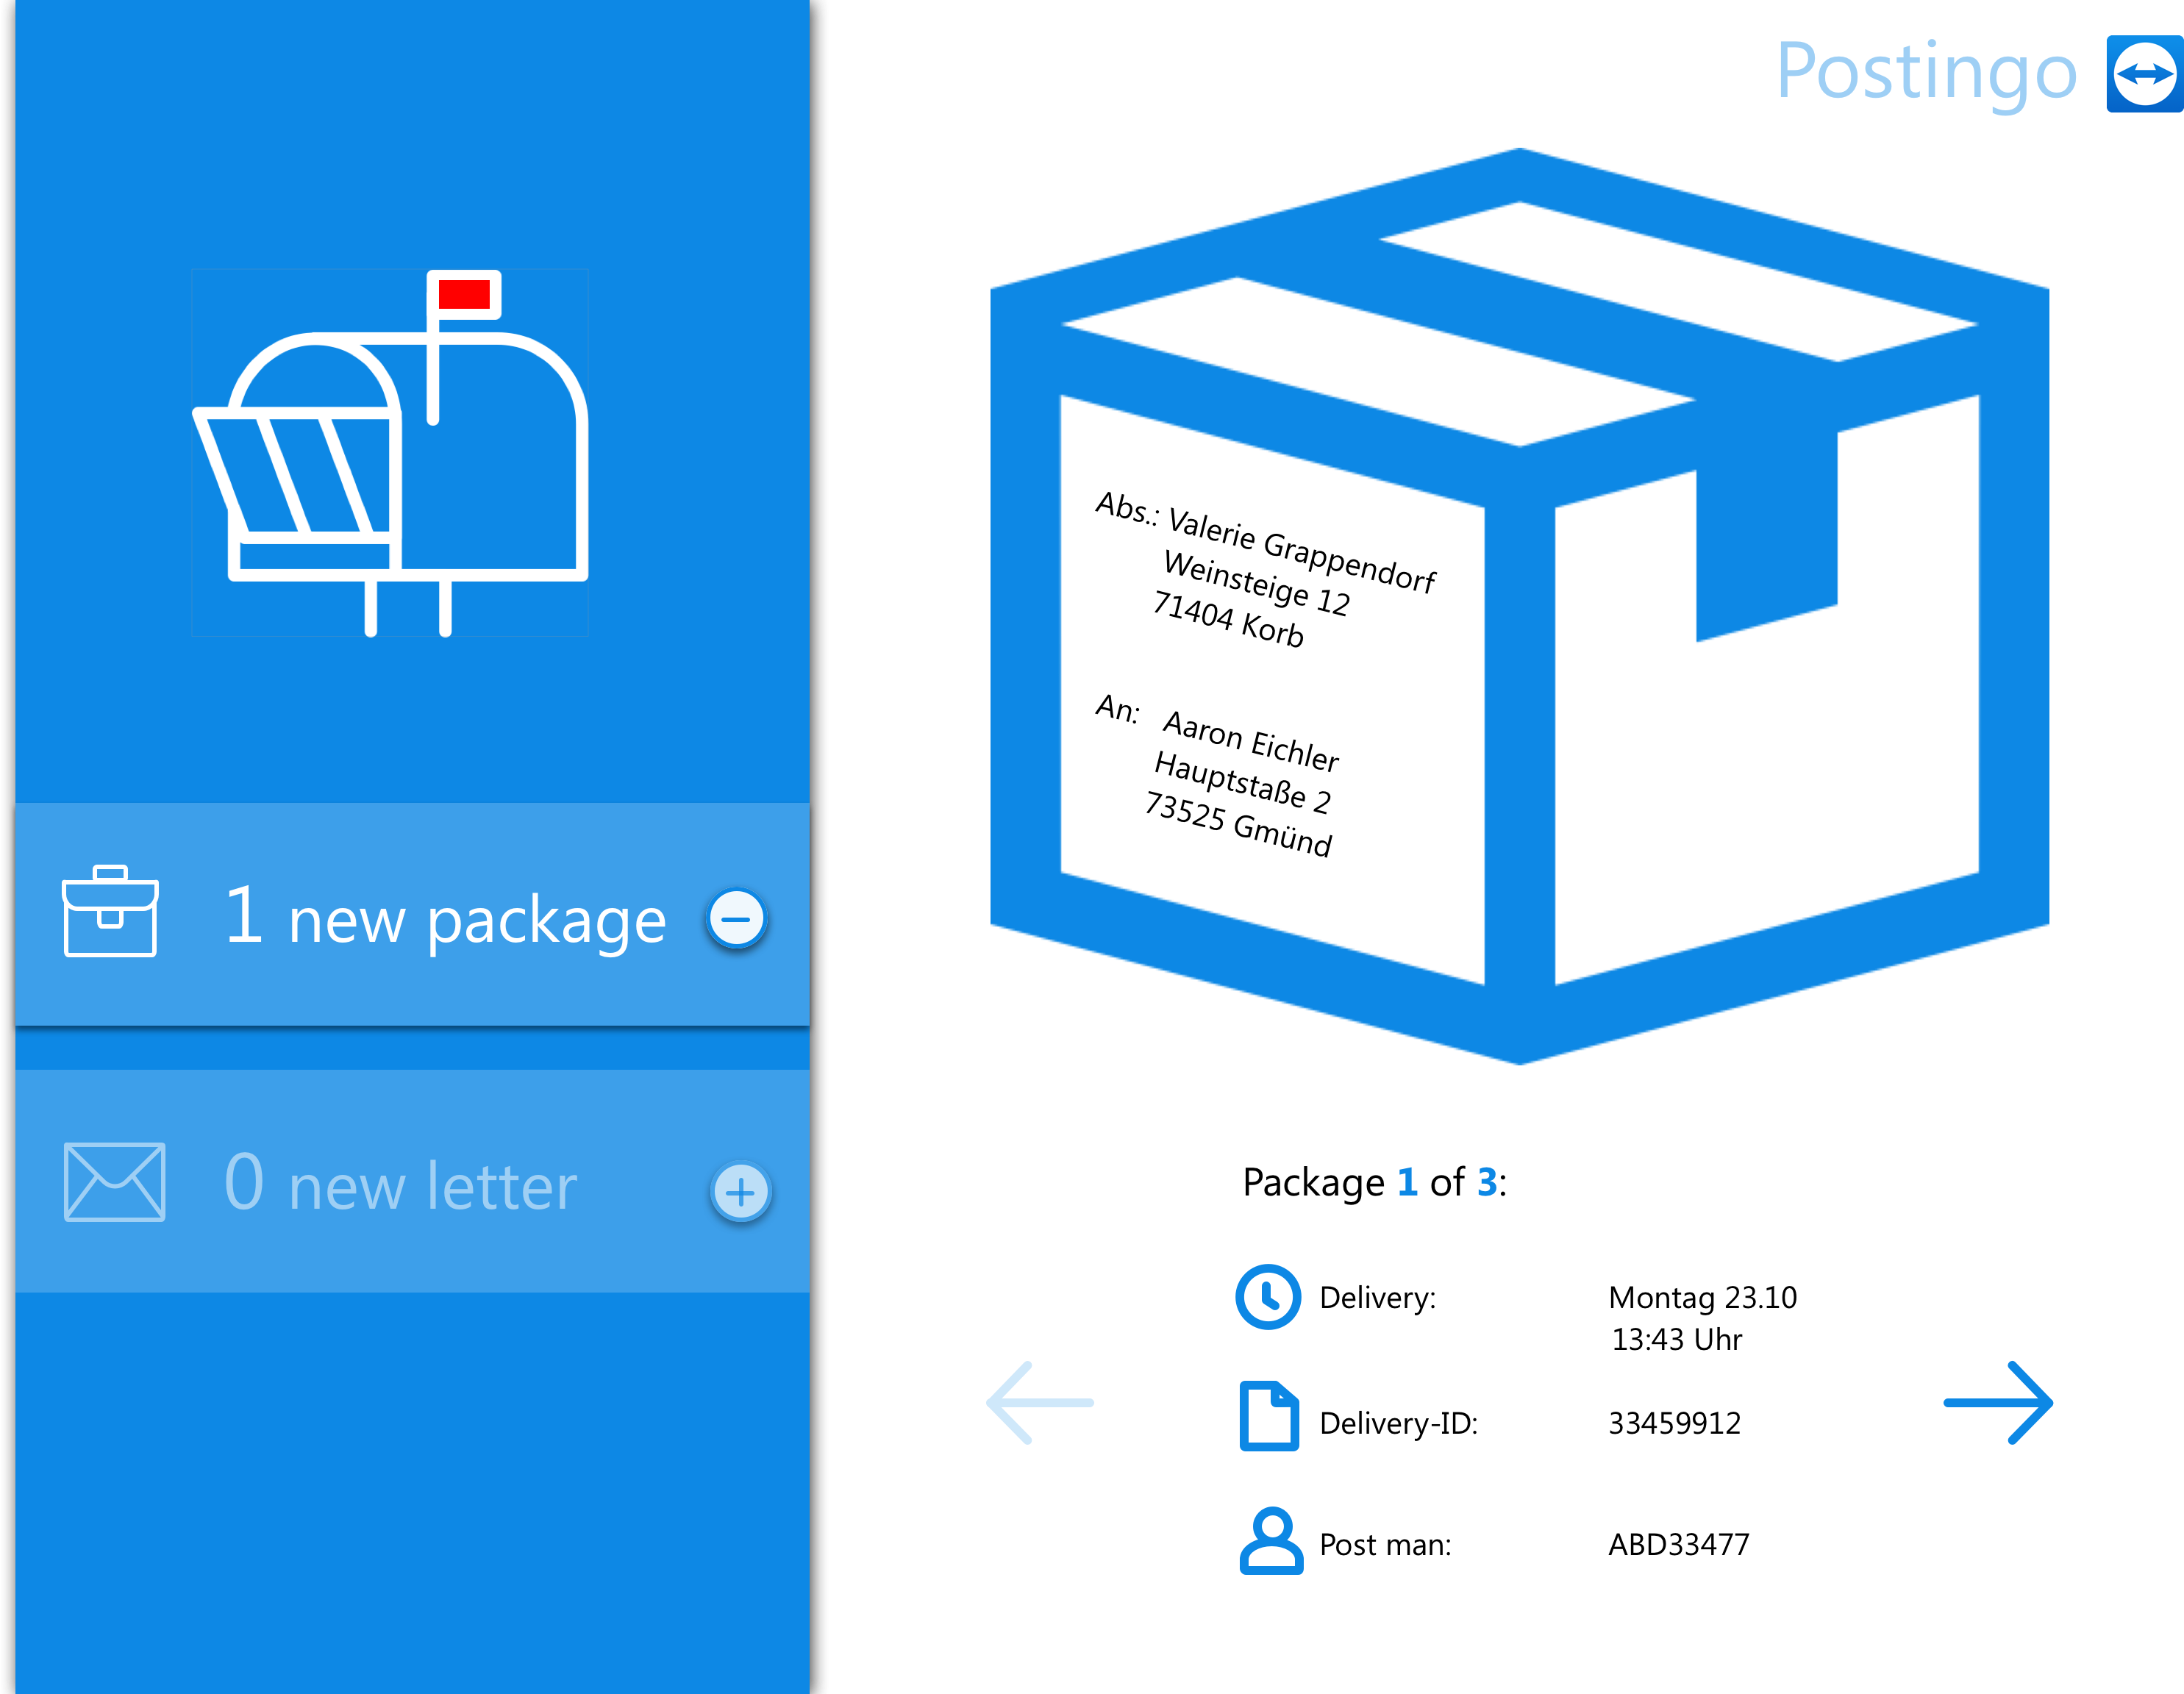 Postingo
1 new package
0 new letter
Abs.: Valerie Grappendorf
Weinsteige 12
71404 Korb
An: Aaron Eichler
Hauptstaße 2
73525 Gmünd
Package 1 of 3:
Delivery: Montag 23.10
13:43 Uhr
Delivery-ID: 33459912
Post man: ABD33477